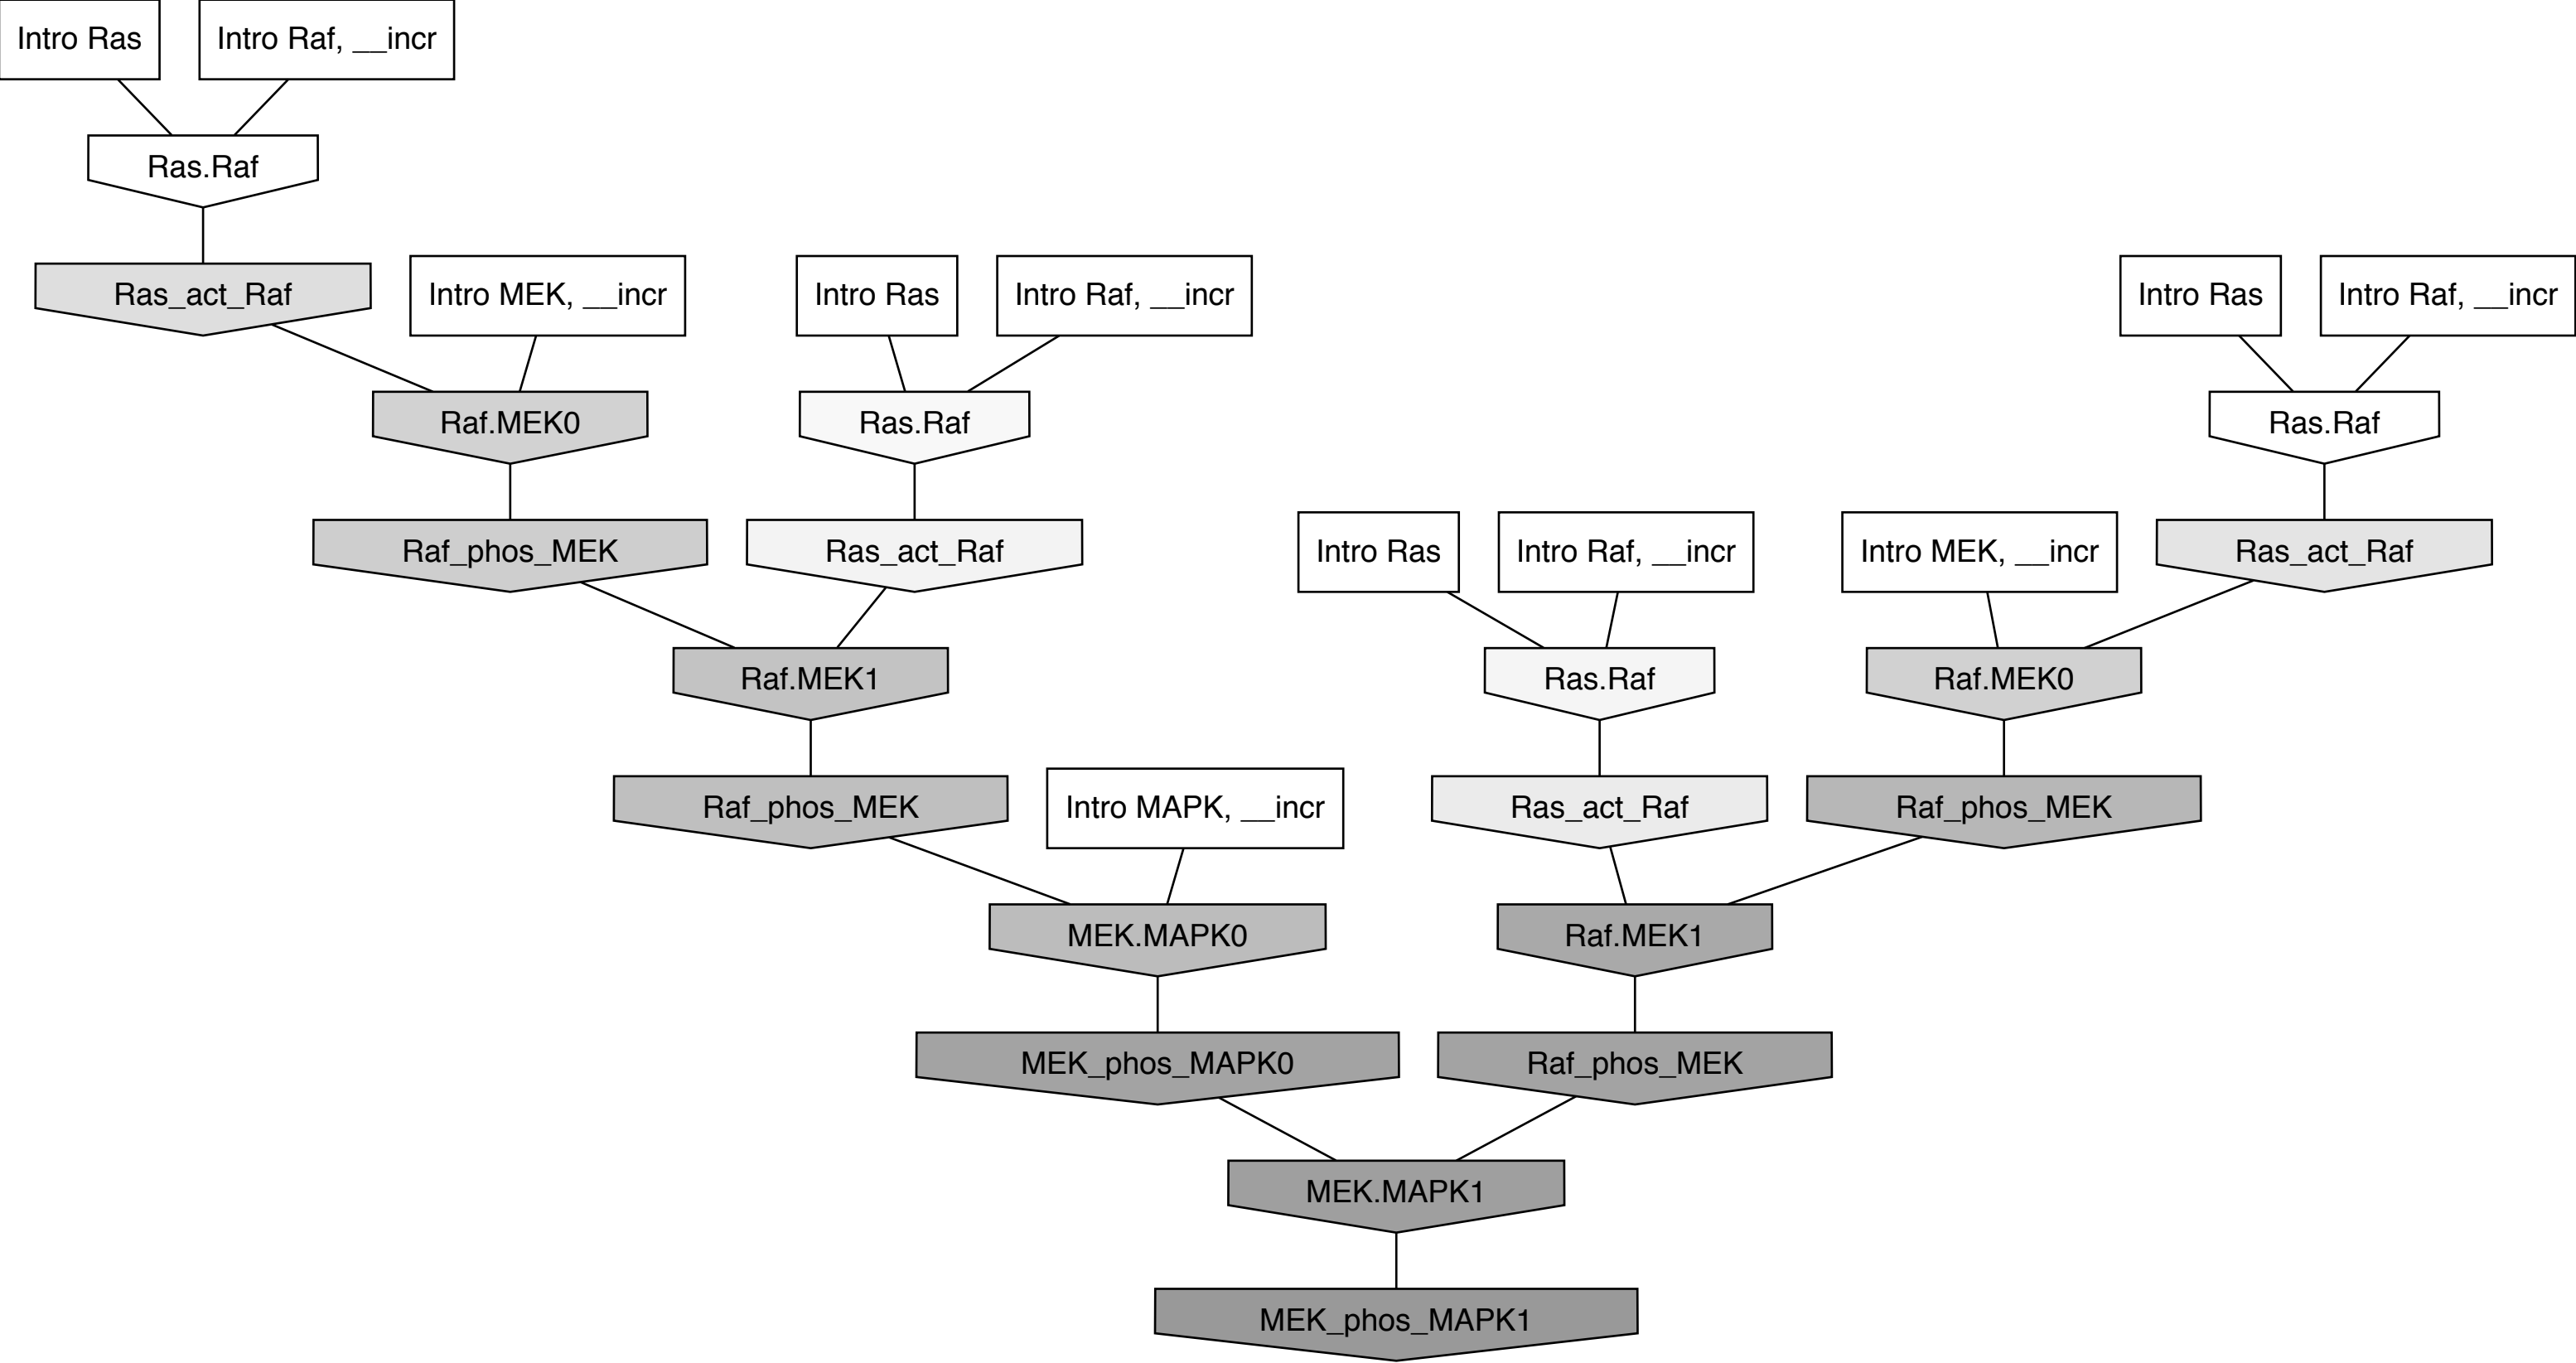 Intro Ras
Intro Raf, __incr
Ras.Raf
Ras_act_Raf
Intro MEK, __incr
Intro Ras
Intro Raf, __incr
Intro Ras
Intro Raf, __incr
Raf.MEK0
Ras.Raf
Ras.Raf
Raf_phos_MEK
Ras_act_Raf
Intro Ras
Intro Raf, __incr
Intro MEK, __incr
Ras_act_Raf
Raf.MEK1
Ras.Raf
Raf.MEK0
Raf_phos_MEK
Intro MAPK, __incr
Ras_act_Raf
Raf_phos_MEK
MEK.MAPK0
Raf.MEK1
MEK_phos_MAPK0
Raf_phos_MEK
MEK.MAPK1
MEK_phos_MAPK1